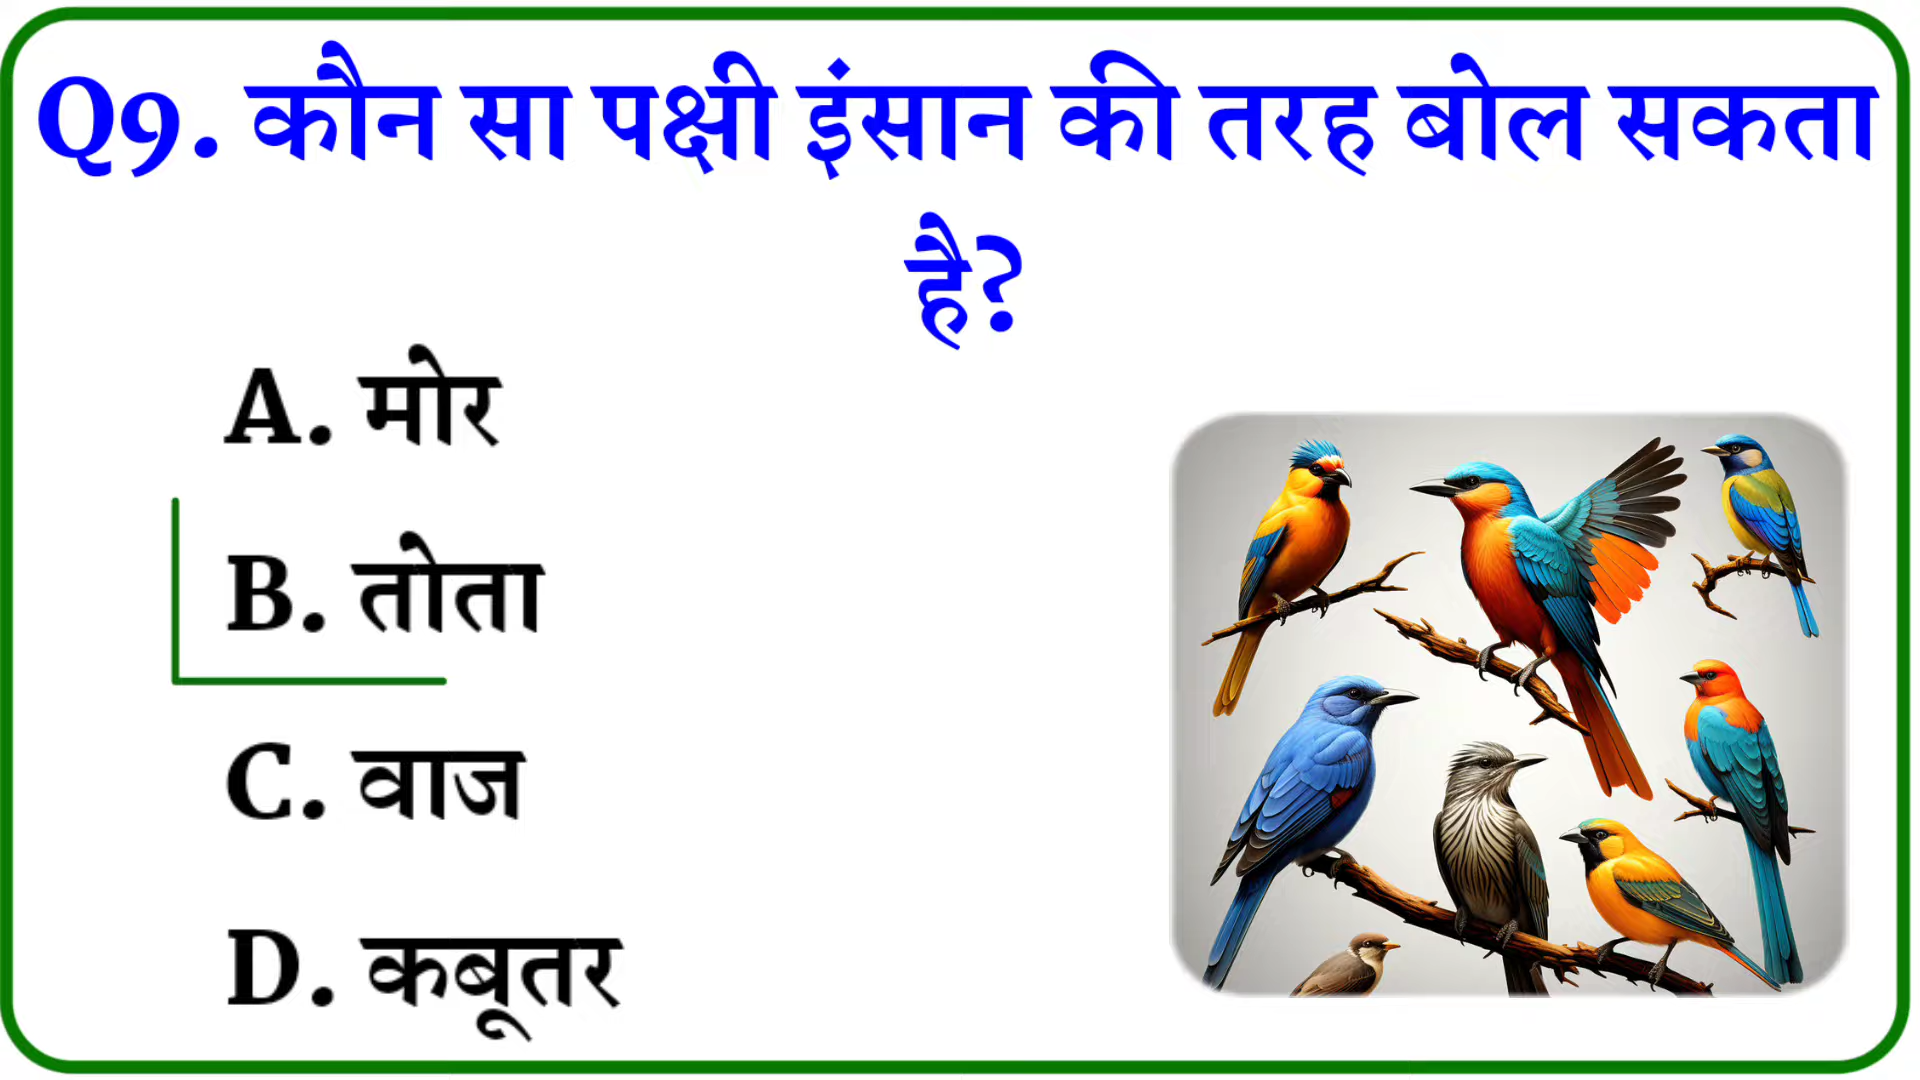 Q9. कौन सा पक्षी इंसान की तरह बोल सकता
है?
A. मोर
B. तोता
C. वाज
D. कबूतर